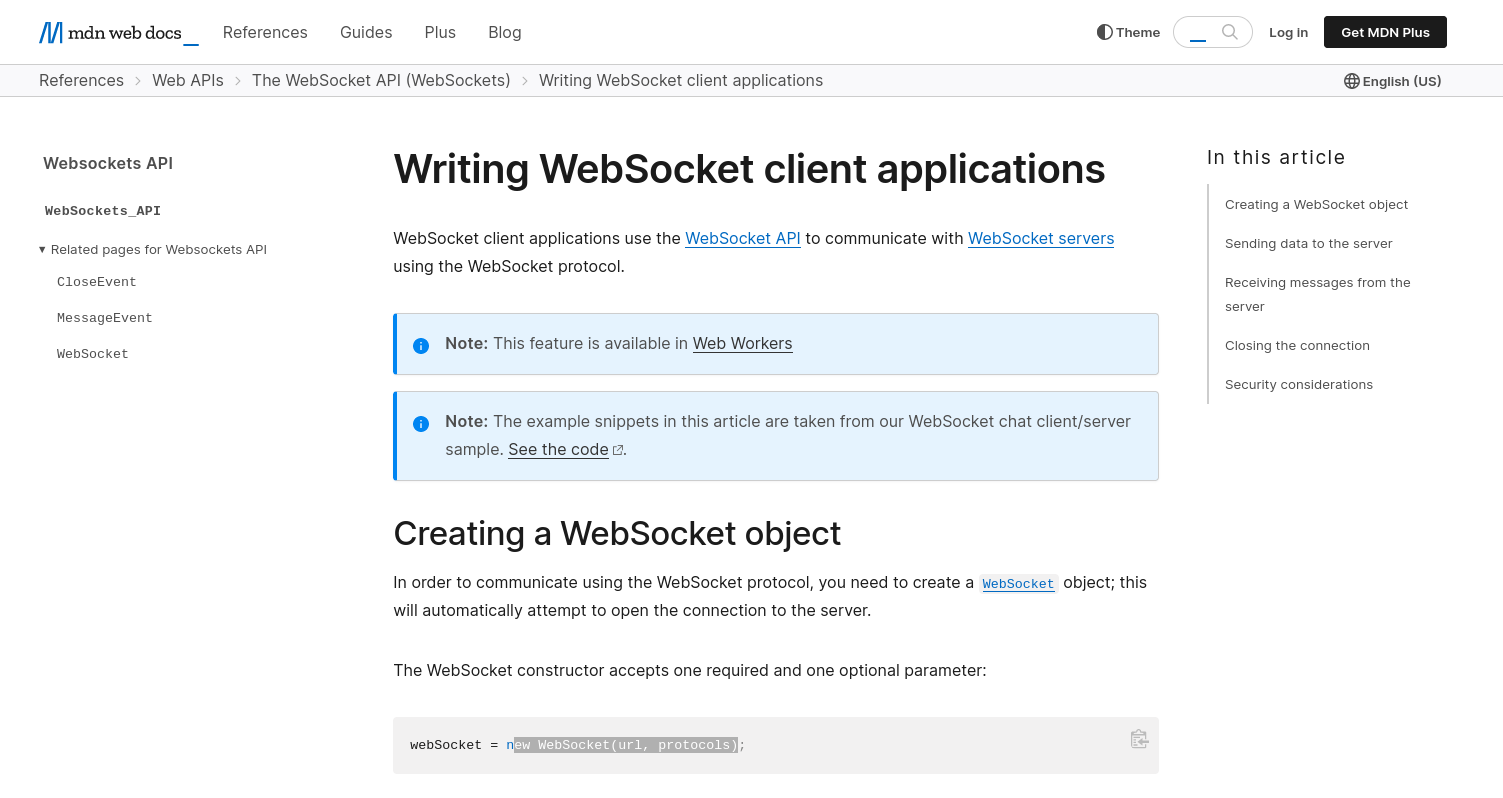 mdn web docs_
References
Guides
Plus
Blog
Theme
Log in
Get MDN Plus
References
Web APIs
The WebSocket API (WebSockets)
Writing WebSocket client applications
English (US)
Websockets API
WebSockets_API
Related pages for Websockets API
CloseEvent
MessageEvent
WebSocket
Writing WebSocket client applications
WebSocket client applications use the WebSocket API to communicate with WebSocket servers
using the WebSocket protocol.
Note: This feature is available in Web Workers
Note: The example snippets in this article are taken from our WebSocket chat client/server
sample. See the code.
Creating a WebSocket object
In order to communicate using the WebSocket protocol, you need to create a WebSocket object; this
will automatically attempt to open the connection to the server.
The WebSocket constructor accepts one required and one optional parameter:
webSocket = new WebSocket(url, protocols);
In this article
Creating a WebSocket object
Sending data to the server
Receiving messages from the
server
Closing the connection
Security considerations